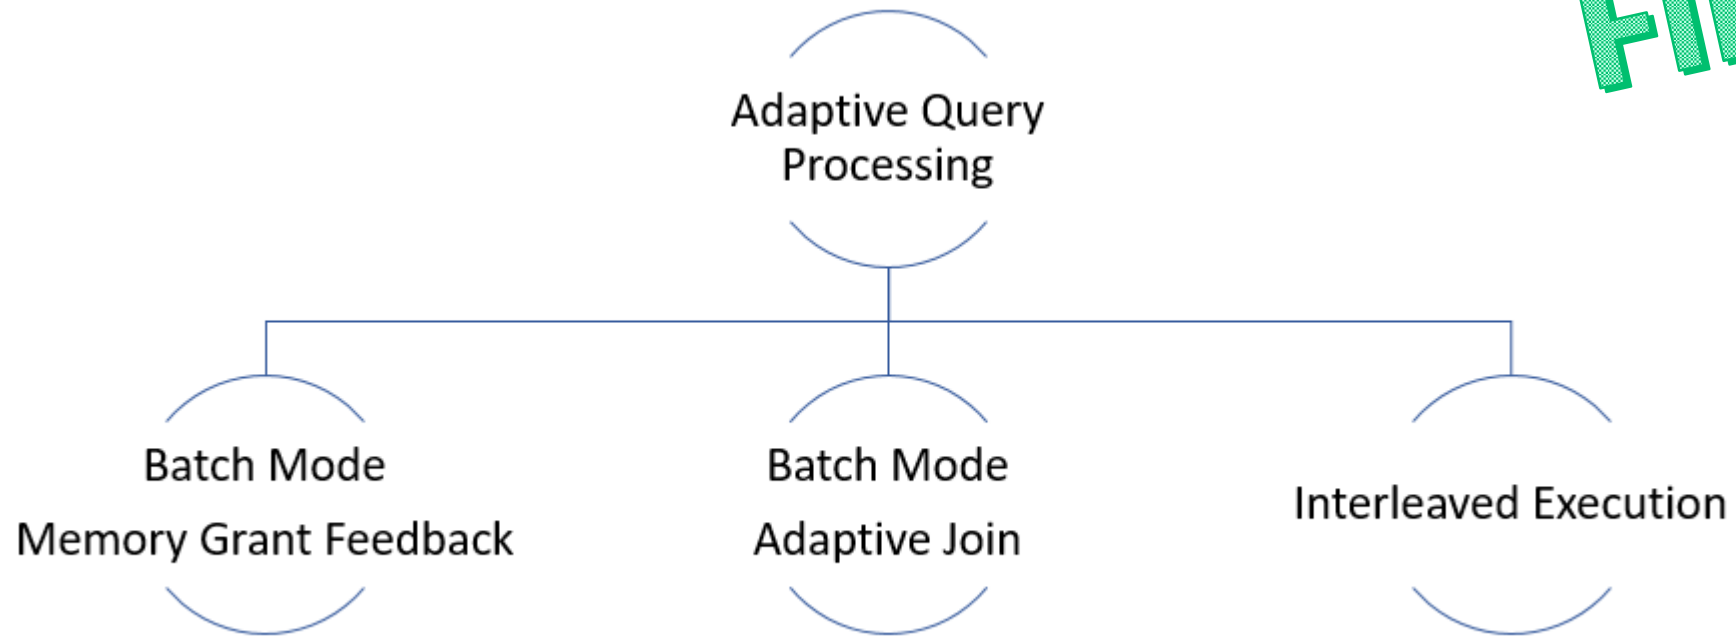 Adaptive Query
Processing
Batch Mode
Memory Grant Feedback
Batch Mode
Adaptive Join
Interleaved Execution